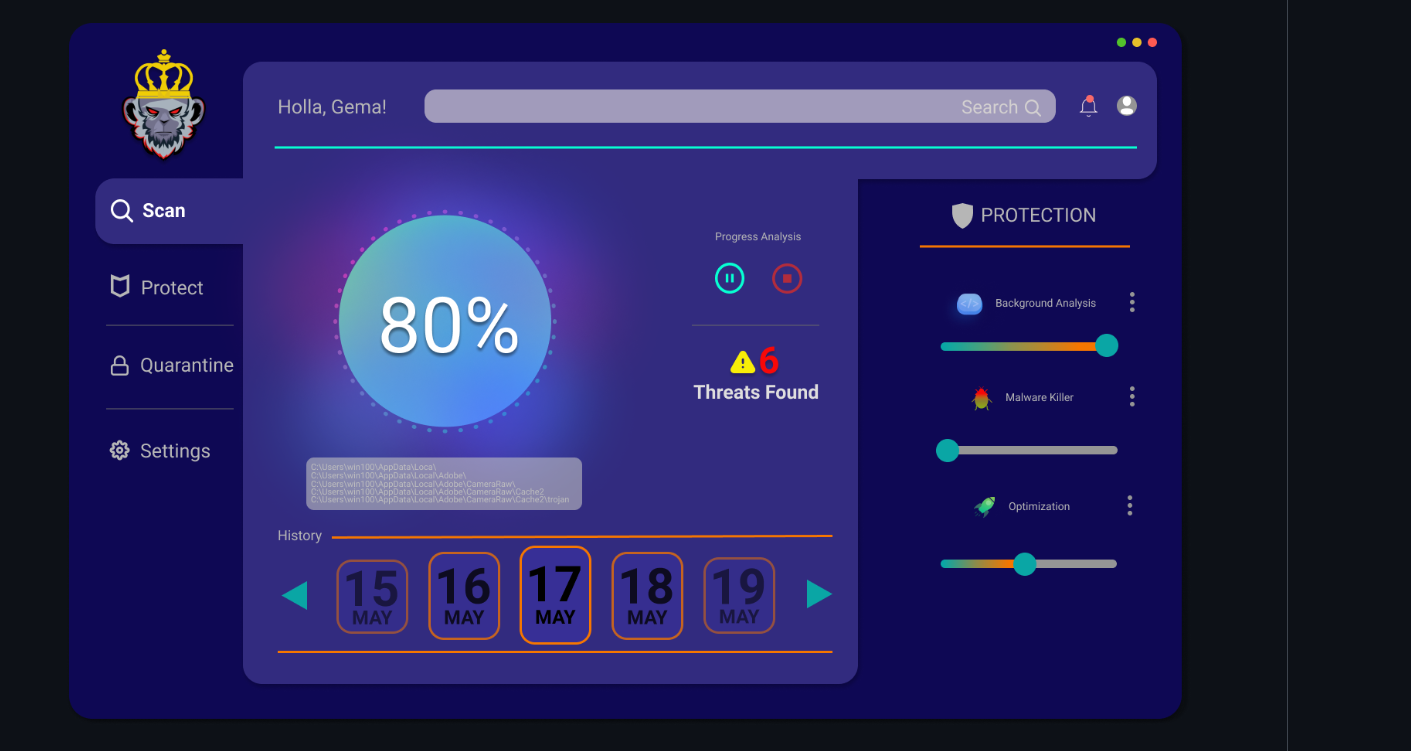 Holla, Gema!
Search
Scan
Protect
Quarantine
Settings
80%
Progress Analysis
6
Threats Found
C:\Users\win100\AppData\Loca\
C:\Users\win100\AppData\Local\Adobe\
C:\Users\win100\AppData\Local\Adobe\CameraRaw\
C:\Users\win100\AppData\Local\Adobe\CameraRaw\Cache2
C:\Users\win100\AppData\Local\Adobe\CameraRaw\Cache2\trojan
History
15
MAY
16
MAY
17
MAY
18
MAY
19
MAY
PROTECTION
Background Analysis
Malware Killer
Optimization